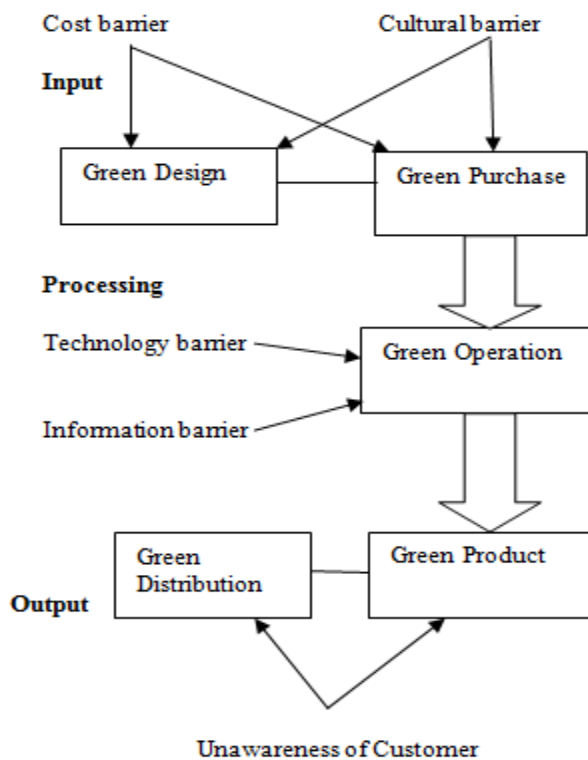 Cost barrier
Cultural barrier
Input
Green Design
Green Purchase
Processing
Technology barrier
Green Operation
Information barrier
Green
Distribution
Green Product
Output
Unawareness of Customer